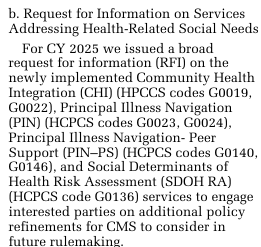 b. Request for Information on Services
Addressing Health-Related Social Needs
For CY 2025 we issued a broad
request for information (RFI) on the
newly implemented Community Health
Integration (CHI) (HPCCS codes G0019,
G0022), Principal Illness Navigation
(PIN) (HCPCS codes G0023, G0024),
Principal Illness Navigation- Peer
Support (PIN–PS) (HCPCS codes G0140,
G0146), and Social Determinants of
Health Risk Assessment (SDOH RA)
(HCPCS code G0136) services to engage
interested parties on additional policy
refinements for CMS to consider in
future rulemaking.